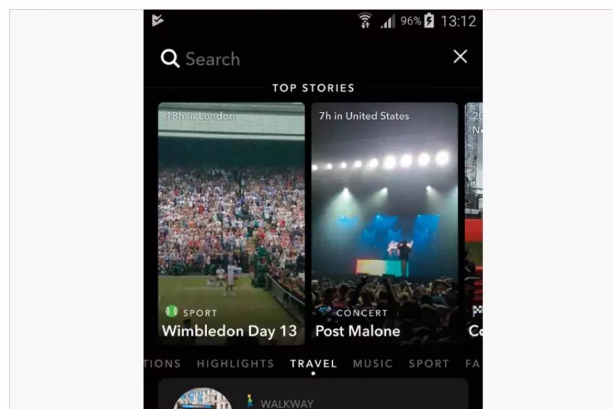 96% 13:12
Search
TOP STORIES
18h in London
7h in United States
20
N
SPORT
Wimbledon Day 13
CONCERT
Post Malone
TIONS HIGHLIGHTS TRAVEL MUSIC SPORT FA
WALKWAY